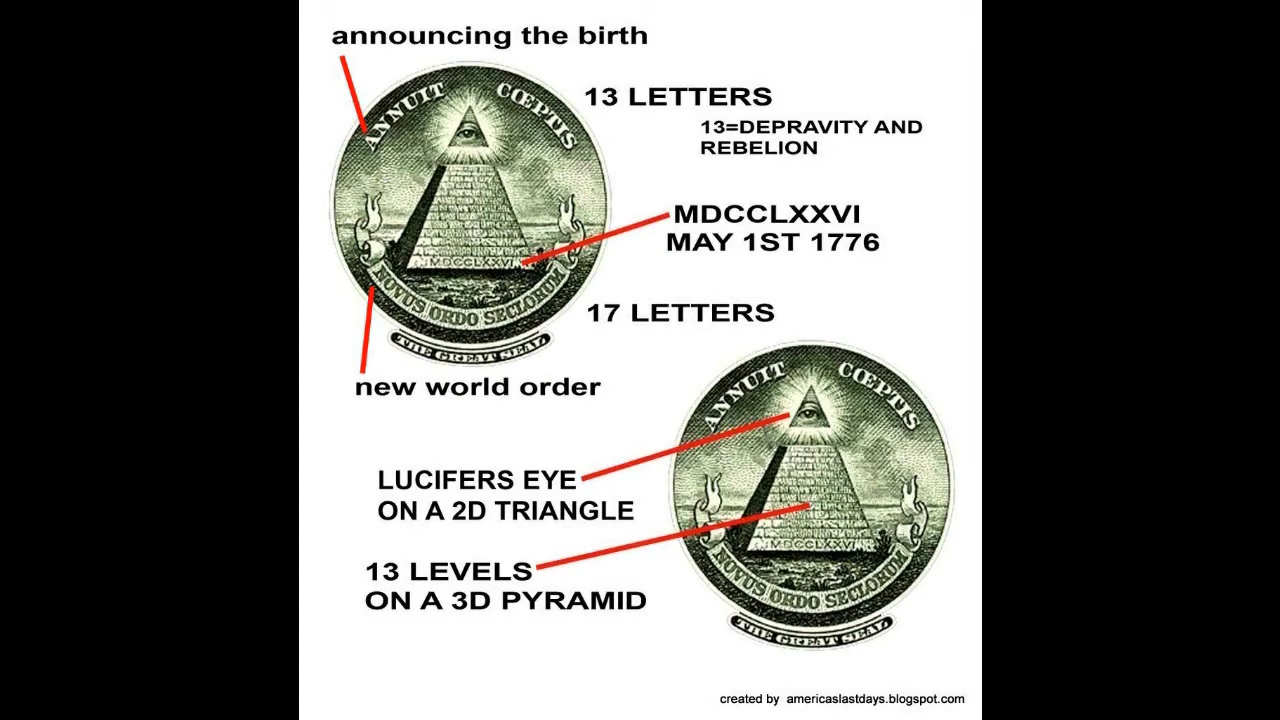 announcing the birth
ANNUIT CŒPTIS
13 LETTERS
13=DEPRAVITY AND
REBELION
MDCCLXXVI
MAY 1ST 1776
MDCCLXXVI
NOVUS ORDO SECLORUM
17 LETTERS
THE GREAT SEAL
new world order
ANNUIT CŒPTIS
LUCIFERS EYE
ON A 2D TRIANGLE
MDCCLXXVI
13 LEVELS
ON A 3D PYRAMID
NOVUS ORDO SECLORUM
THE GREAT SEAL
created by americaslastdays.blogspot.com